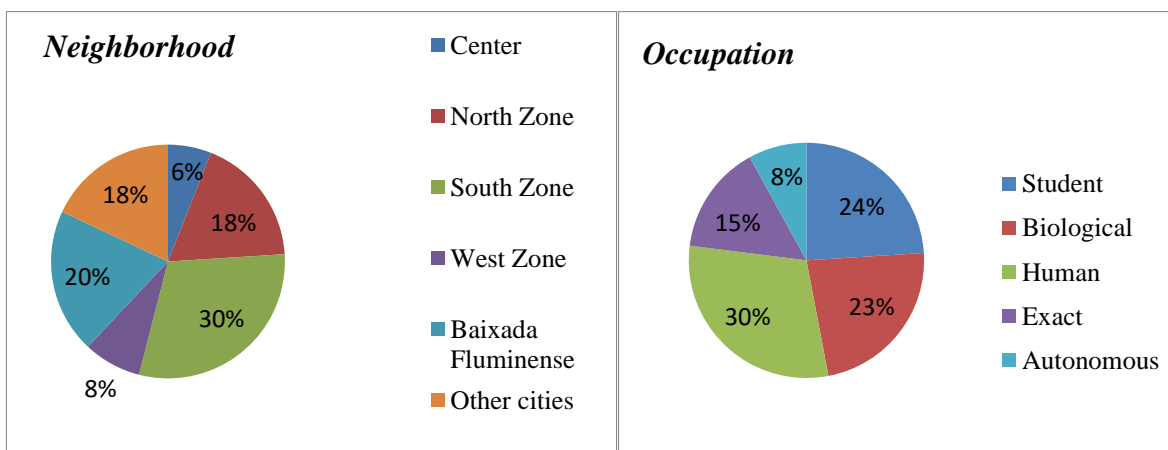 Neighborhood
Center
North Zone
South Zone
West Zone
Baixada
Fluminense
Other cities
6%
18%
30%
8%
20%
18%
Occupation
Student
Biological
Human
Exact
Autonomous
24%
23%
30%
15%
8%